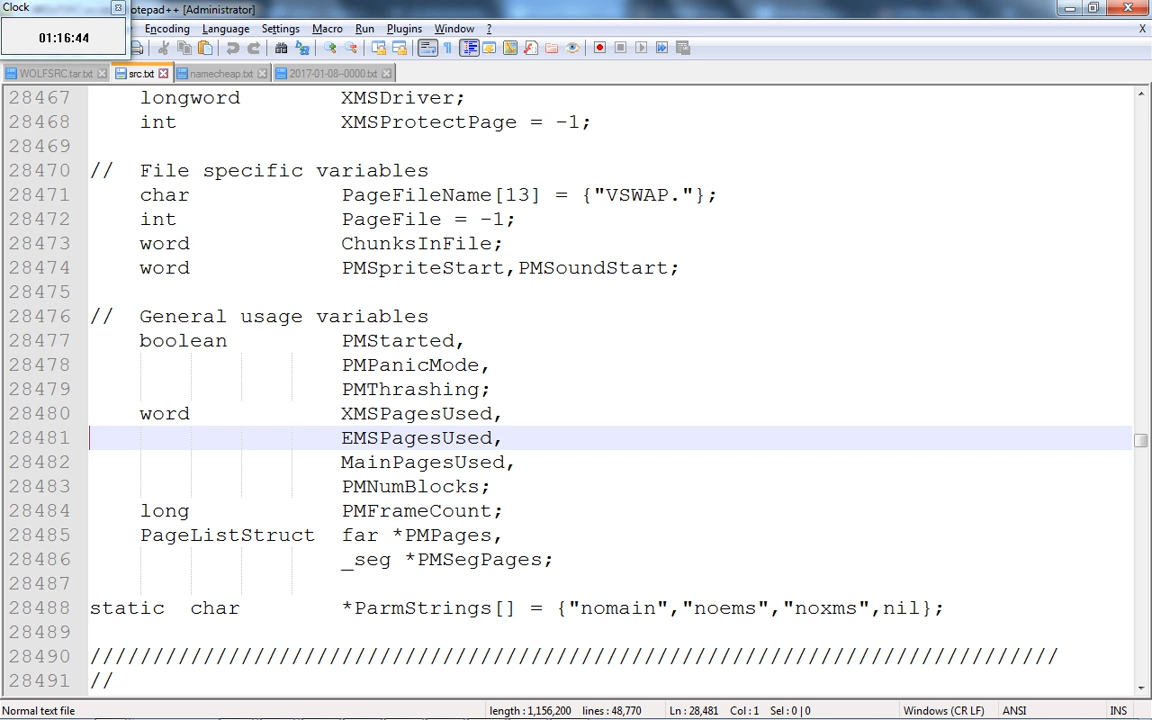 Clock
otepad++ [Administrator]
01:16:44
Encoding Language Settings Macro Run Plugins Window ? X
WOLFSRC.tar.txt src.txt namecheap.txt 2017-01-08--0000.txt
28467 longword XMSDriver;
28468 int XMSProtectPage = -1;
28469
28470 // File specific variables
28471 char PageFileName[13] = {"VSWAP."};
28472 int PageFile = -1;
28473 word ChunksInFile;
28474 word PMSpriteStart,PMSoundStart;
28475
28476 // General usage variables
28477 boolean PMStarted,
28478 PMPanicMode,
28479 PMThrashing;
28480 word XMSPagesUsed,
28481 EMSPagesUsed,
28482 MainPagesUsed,
28483 PMNumBlocks;
28484 long PMFrameCount;
28485 PageListStruct far *PMPages,
28486 _seg *PMSegPages;
28487
28488 static char *ParmStrings[] = {"nomain","noems","noxms",nil};
28489
28490 /////////////////////////////////////////////////////////////////////////////
28491 //
Normal text file length : 1,156,200 lines : 48,770 Ln : 28,481 Col : 1 Sel : 0 | 0 Windows (CR LF) ANSI INS